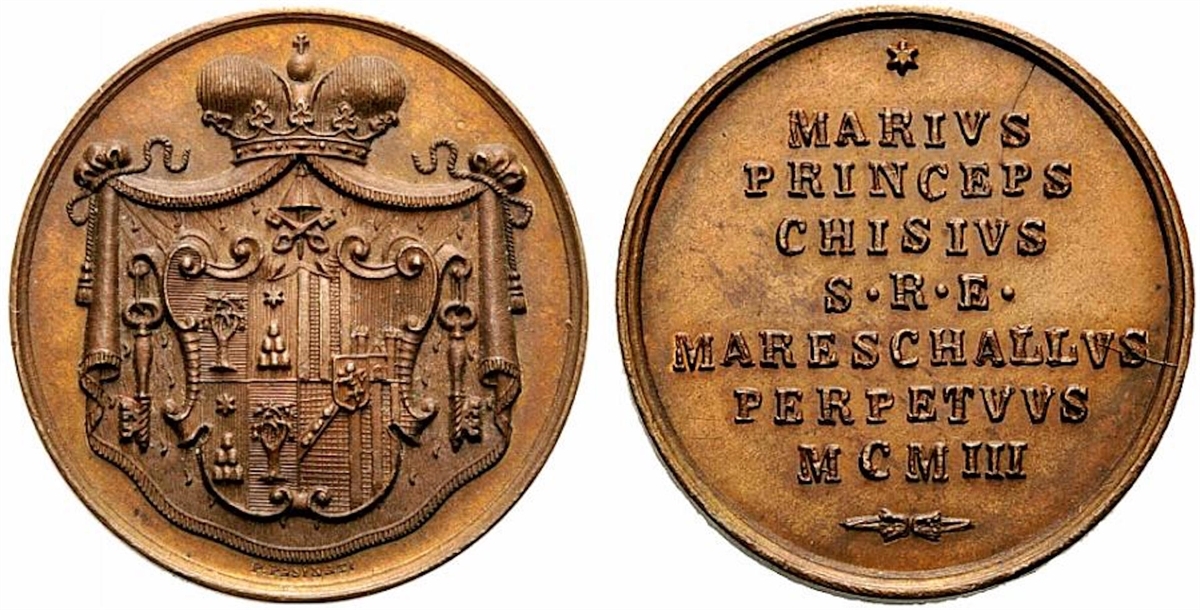 MARIVS
PRINCEPS
CHISIVS
S·R·E·
MARESCHALLVS
PERPETVVS
MCMIII